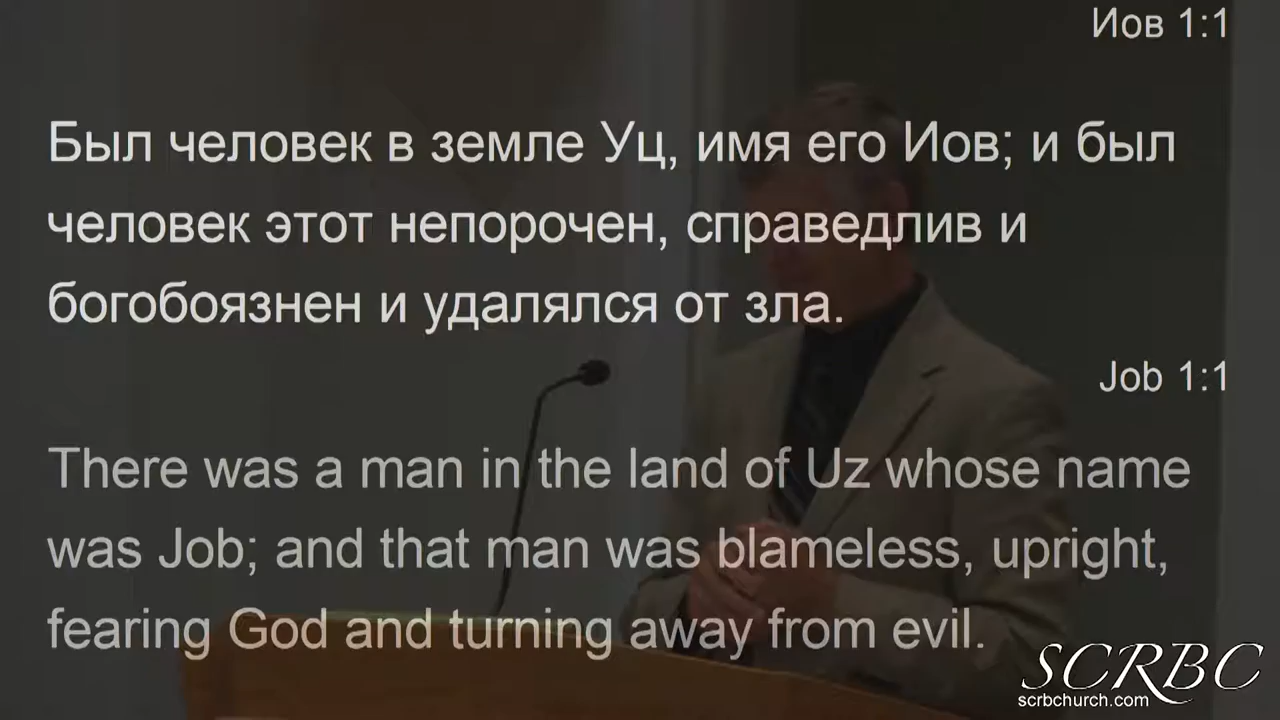 Иов 1:1
Был человек в земле Уц, имя его Иов; и был
человек этот непорочен, справедлив и
богобоязнен и удалялся от зла.
Job 1:1
There was a man in the land of Uz whose name
was Job; and that man was blameless, upright,
fearing God and turning away from evil.
SCRBC
scrbchurch.com